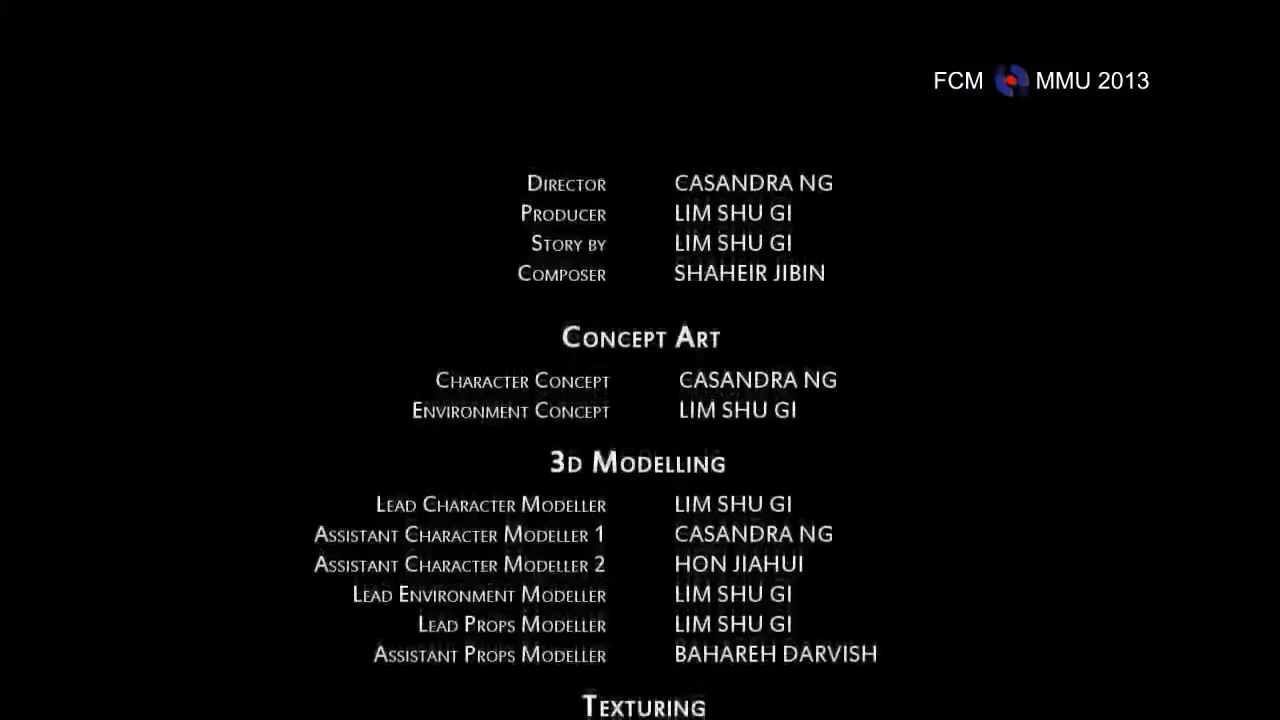 FCM MMU 2013
Director CASANDRA NG
Producer LIM SHU GI
Story by LIM SHU GI
Composer SHAHEIR JIBIN
Concept Art
Character Concept CASANDRA NG
Environment Concept LIM SHU GI
3d Modelling
Lead Character Modeller LIM SHU GI
Assistant Character Modeller 1 CASANDRA NG
Assistant Character Modeller 2 HON JIAHUI
Lead Environment Modeller LIM SHU GI
Lead Props Modeller LIM SHU GI
Assistant Props Modeller BAHAREH DARVISH
Texturing